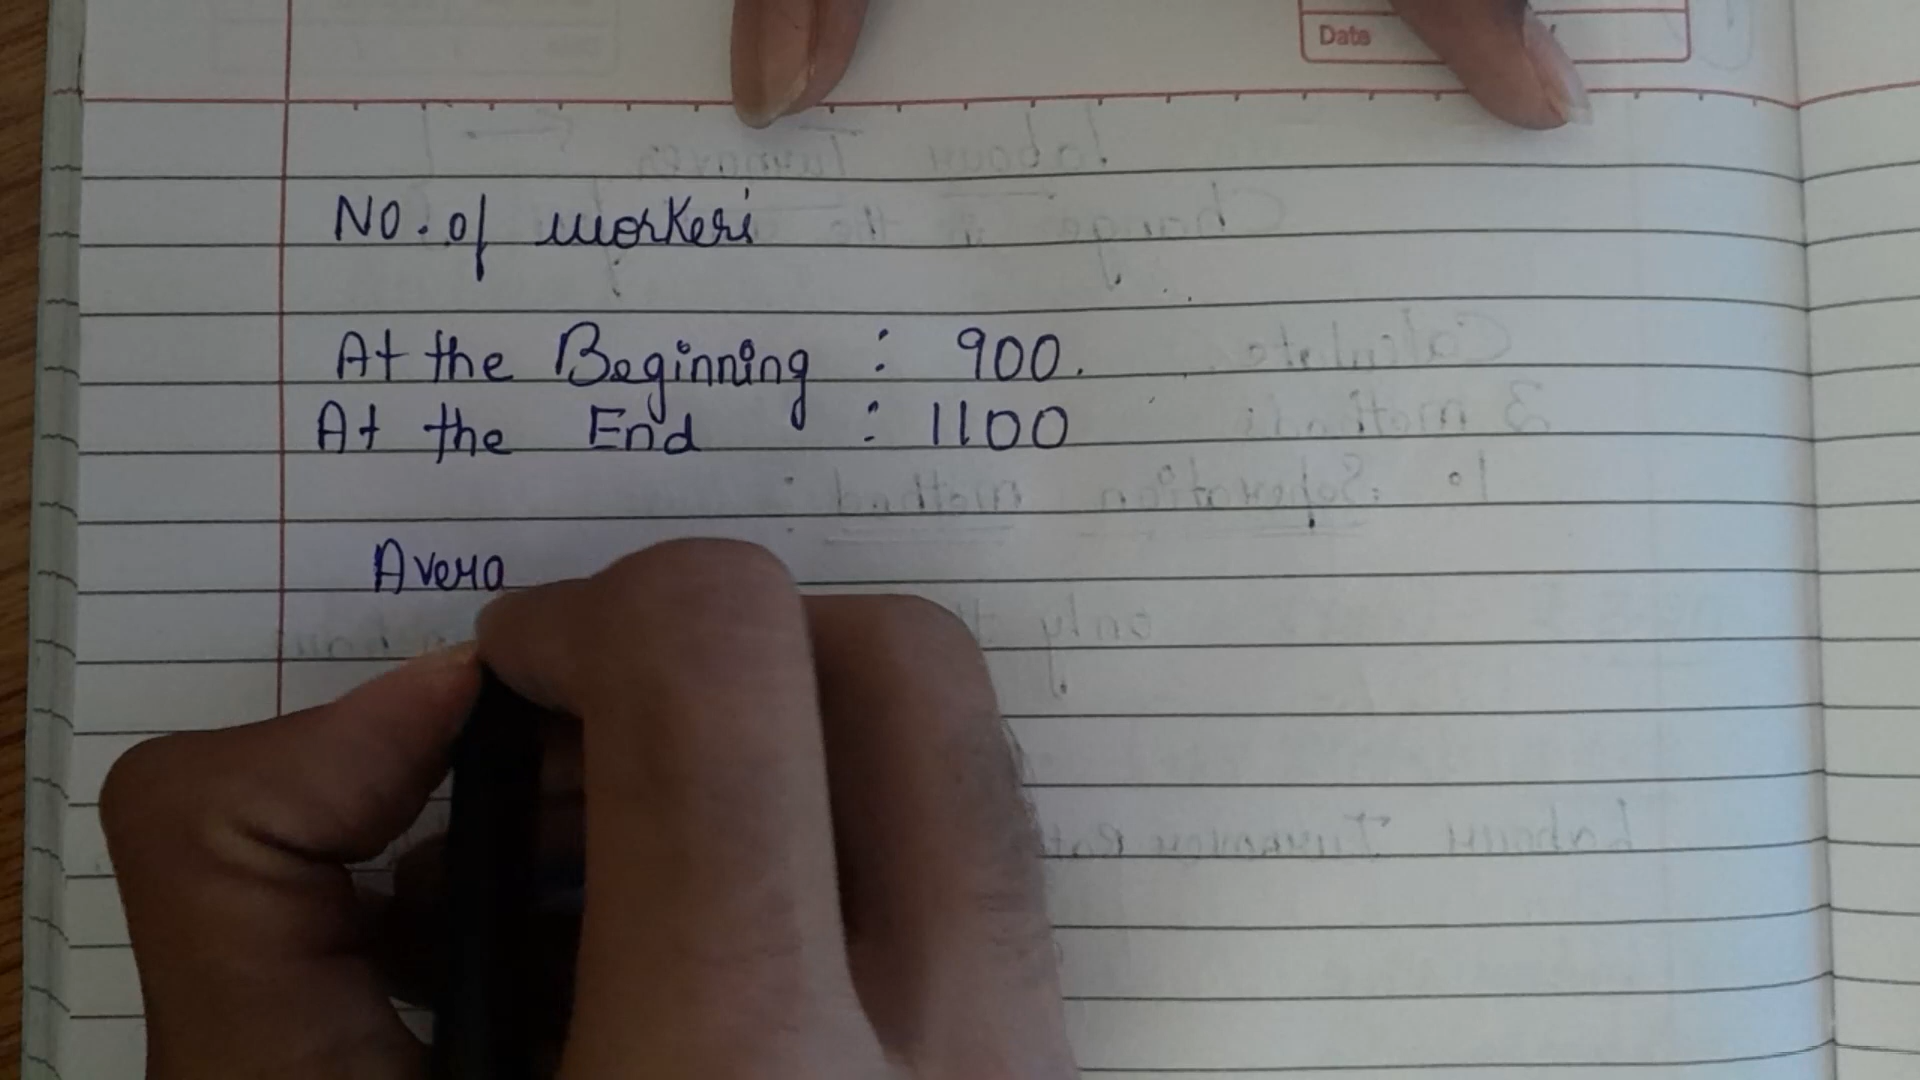 Date
No. of workers
At the Beginning : 900.
At the End : 1100
Avera